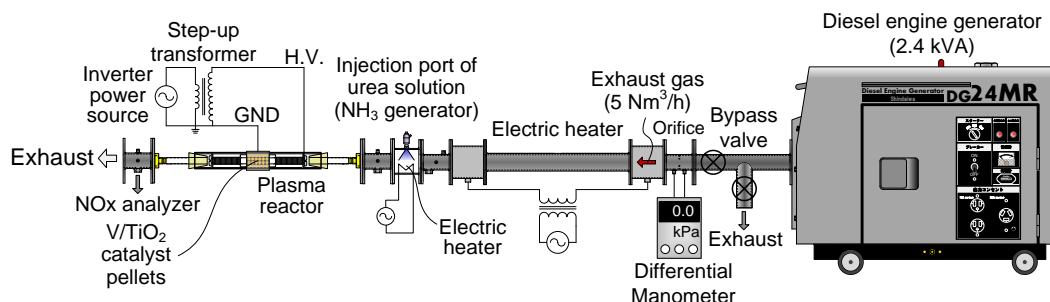 Diesel engine generator
(2.4 kVA)
Step-up
transformer
H.V.
Injection port of
urea solution
(NH3 generator)
Inverter
power
source
GND
Exhaust gas
(5 Nm3/h)
Electric heater
Orifice
Bypass
valve
Diesel Engine Generator
Shindaiwa
DG24MR
Exhaust
NOx analyzer
V/TiO2
catalyst
pellets
Plasma
reactor
Electric
heater
0.0
kPa
Differential
Manometer
Exhaust
ON
OFF